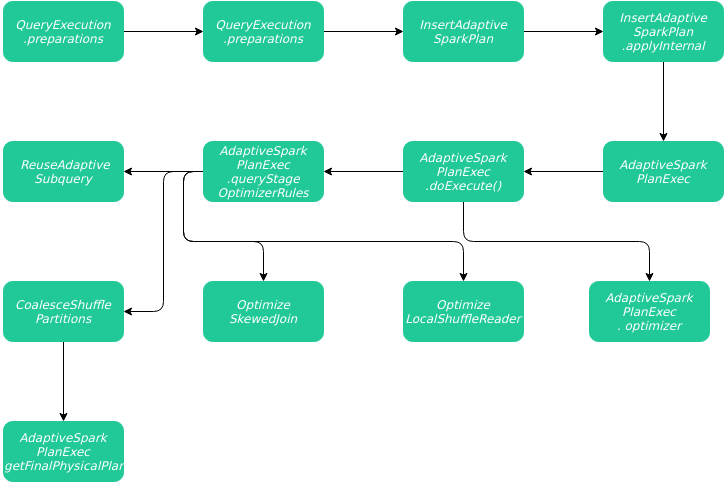 QueryExecution
.preparations
QueryExecution
.preparations
InsertAdaptive
SparkPlan
InsertAdaptive
SparkPlan
.applyInternal
ReuseAdaptive
Subquery
AdaptiveSpark
PlanExec
.queryStage
OptimizerRules
AdaptiveSpark
PlanExec
.doExecute()
AdaptiveSpark
PlanExec
CoalesceShuffle
Partitions
Optimize
SkewedJoin
Optimize
LocalShuffleReader
AdaptiveSpark
PlanExec
. optimizer
AdaptiveSpark
PlanExec
getFinalPhysicalPlan